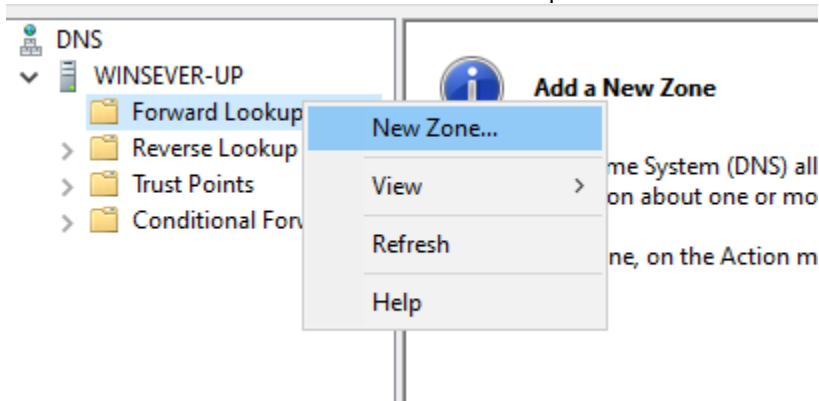 DNS
WINSEVER-UP
Forward Lookup
Reverse Lookup
Trust Points
Conditional Forw
New Zone...
View
Refresh
Help
Add a New Zone
me System (DNS) all
on about one or mo
ne, on the Action m